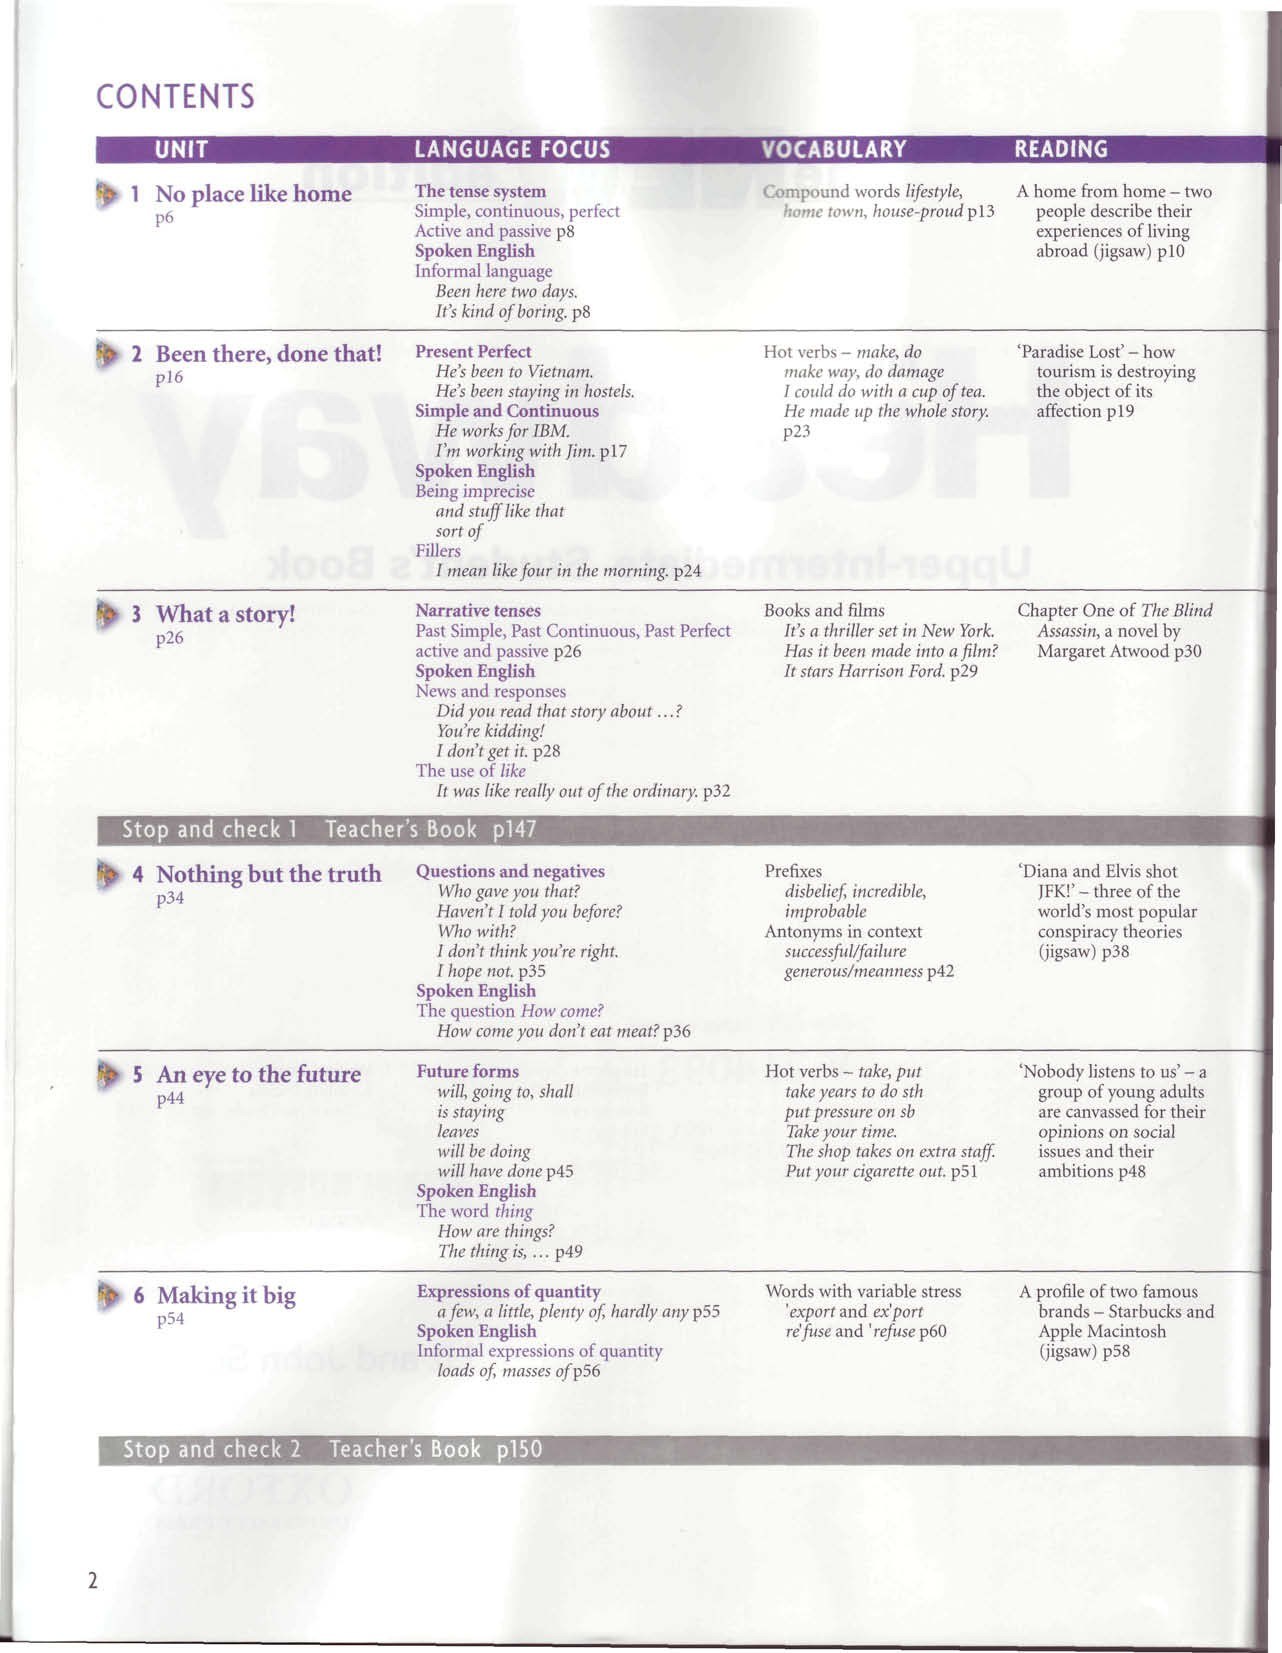 CONTENTS
UNIT LANGUAGE FOCUS VOCABULARY READING
1 No place like home
p6
The tense system
Simple, continuous, perfect
Active and passive p8
Spoken English
Informal language
Been here two days.
It's kind of boring. p8
Compound words lifestyle,
home town, house-proud p13
A home from home – two
people describe their
experiences of living
abroad (jigsaw) p10
2 Been there, done that!
p16
Present Perfect
He's been to Vietnam.
He's been staying in hostels.
Simple and Continuous
He works for IBM.
I'm working with Jim. p17
Spoken English
Being imprecise
and stuff like that
sort of
Fillers
I mean like four in the morning. p24
Hot verbs – make, do
make way, do damage
I could do with a cup of tea.
He made up the whole story.
p23
'Paradise Lost' – how
tourism is destroying
the object of its
affection p19
3 What a story!
p26
Narrative tenses
Past Simple, Past Continuous, Past Perfect
active and passive p26
Spoken English
News and responses
Did you read that story about ...?
You're kidding!
I don't get it. p28
The use of like
It was like really out of the ordinary. p32
Books and films
It's a thriller set in New York.
Has it been made into a film?
It stars Harrison Ford. p29
Chapter One of The Blind
Assassin, a novel by
Margaret Atwood p30
Stop and check 1 Teacher's Book p147
4 Nothing but the truth
p34
Questions and negatives
Who gave you that?
Haven't I told you before?
Who with?
I don't think you're right.
I hope not. p35
Spoken English
The question How come?
How come you don't eat meat? p36
Prefixes
disbelief, incredible,
improbable
Antonyms in context
successful/failure
generous/meanness p42
'Diana and Elvis shot
JFK!' – three of the
world's most popular
conspiracy theories
(jigsaw) p38
5 An eye to the future
p44
Future forms
will, going to, shall
is staying
leaves
will be doing
will have done p45
Spoken English
The word thing
How are things?
The thing is, ... p49
Hot verbs – take, put
take years to do sth
put pressure on sb
Take your time.
The shop takes on extra staff.
Put your cigarette out. p51
'Nobody listens to us' – a
group of young adults
are canvassed for their
opinions on social
issues and their
ambitions p48
6 Making it big
p54
Expressions of quantity
a few, a little, plenty of, hardly any p55
Spoken English
Informal expressions of quantity
loads of, masses of p56
Words with variable stress
'export and ex'port
re'fuse and 'refuse p60
A profile of two famous
brands – Starbucks and
Apple Macintosh
(jigsaw) p58
Stop and check 2 Teacher's Book p150
2